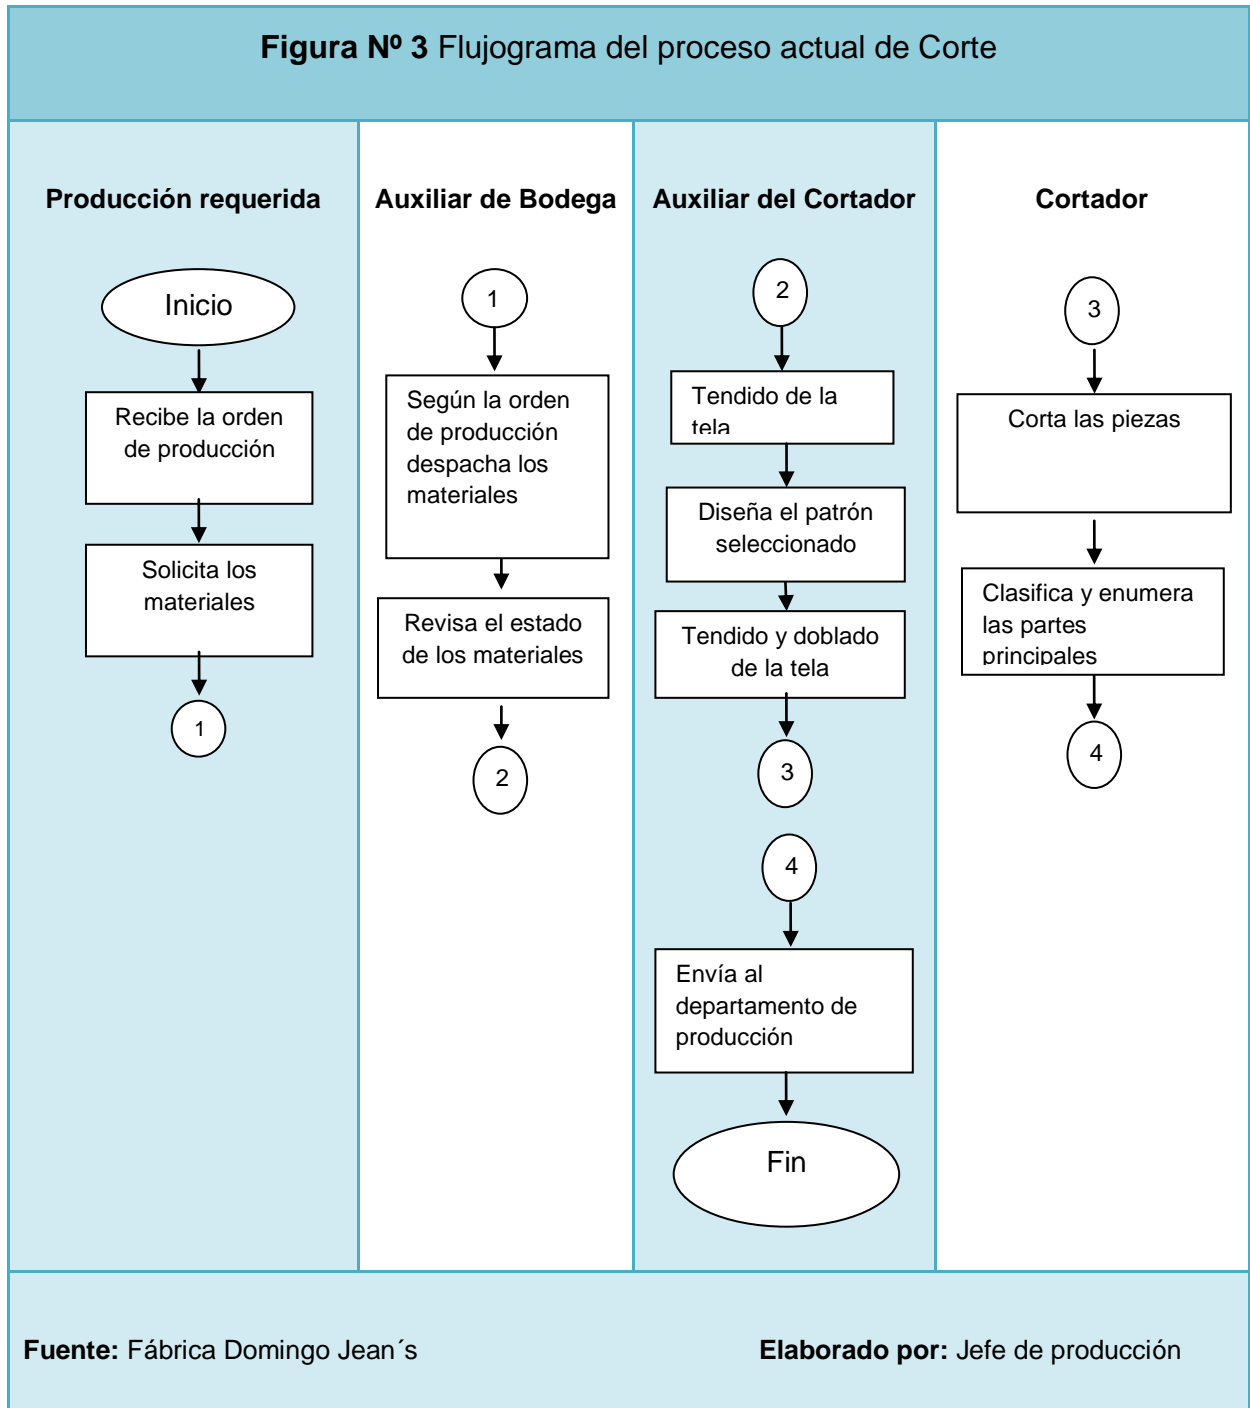 Figura Nº 3 Flujograma del proceso actual de Corte
Producción requerida
Inicio
Recibe la orden
de producción
Solicita los
materiales
1
Auxiliar de Bodega
1
Según la orden
de producción
despacha los
materiales
Revisa el estado
de los materiales
2
Auxiliar del Cortador
2
Tendido de la
tela
Diseña el patrón
seleccionado
Tendido y doblado
de la tela
3
4
Envía al
departamento de
producción
Fin
Cortador
3
Corta las piezas
Clasifica y enumera
las partes
principales
4
Fuente: Fábrica Domingo Jean´s
Elaborado por: Jefe de producción